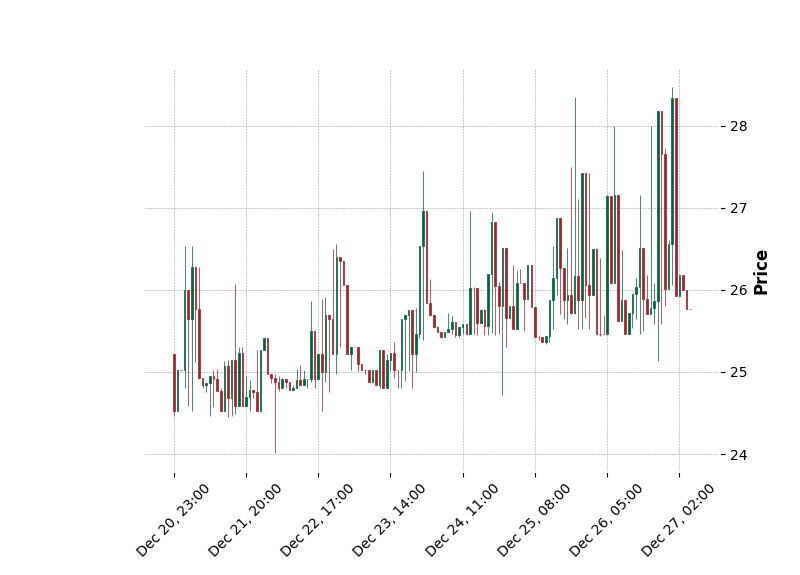 28
27
26
25
24
Price
Dec 20, 23:00
Dec 21, 20:00
Dec 22, 17:00
Dec 23, 14:00
Dec 24, 11:00
Dec 25, 08:00
Dec 26, 05:00
Dec 27, 02:00